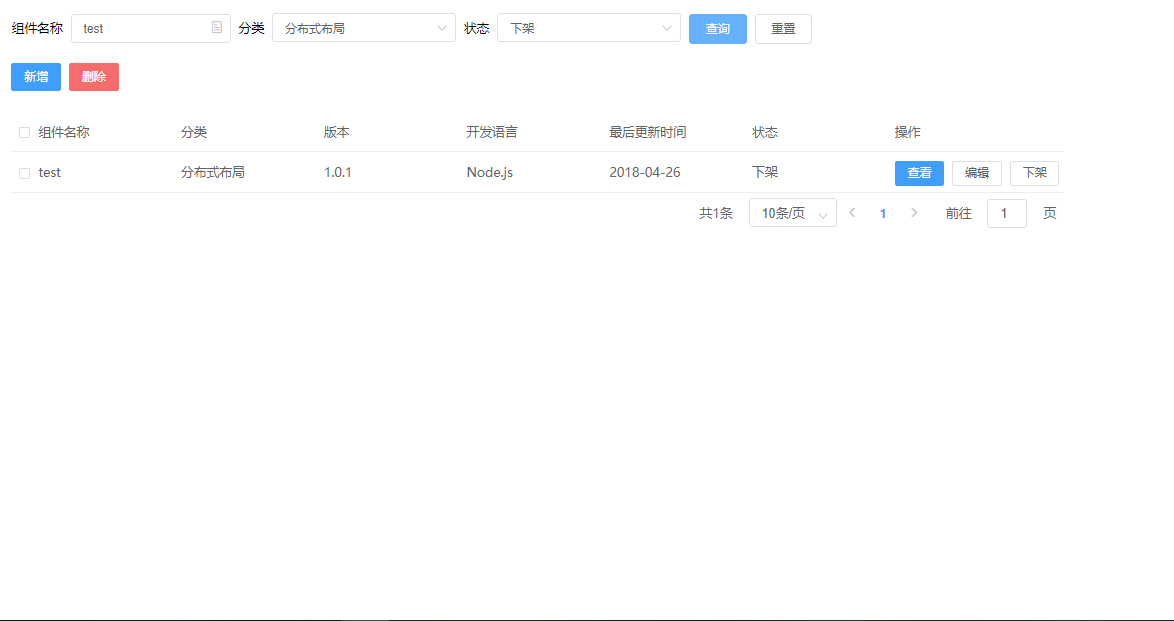 组件名称 test 分类 分布式布局 状态 下架 查询 重置
新增 删除
组件名称 分类 版本 开发语言 最后更新时间 状态 操作
test 分布式布局 1.0.1 Node.js 2018-04-26 下架 查看 编辑 下架
共1条 10条/页 1 前往 1 页